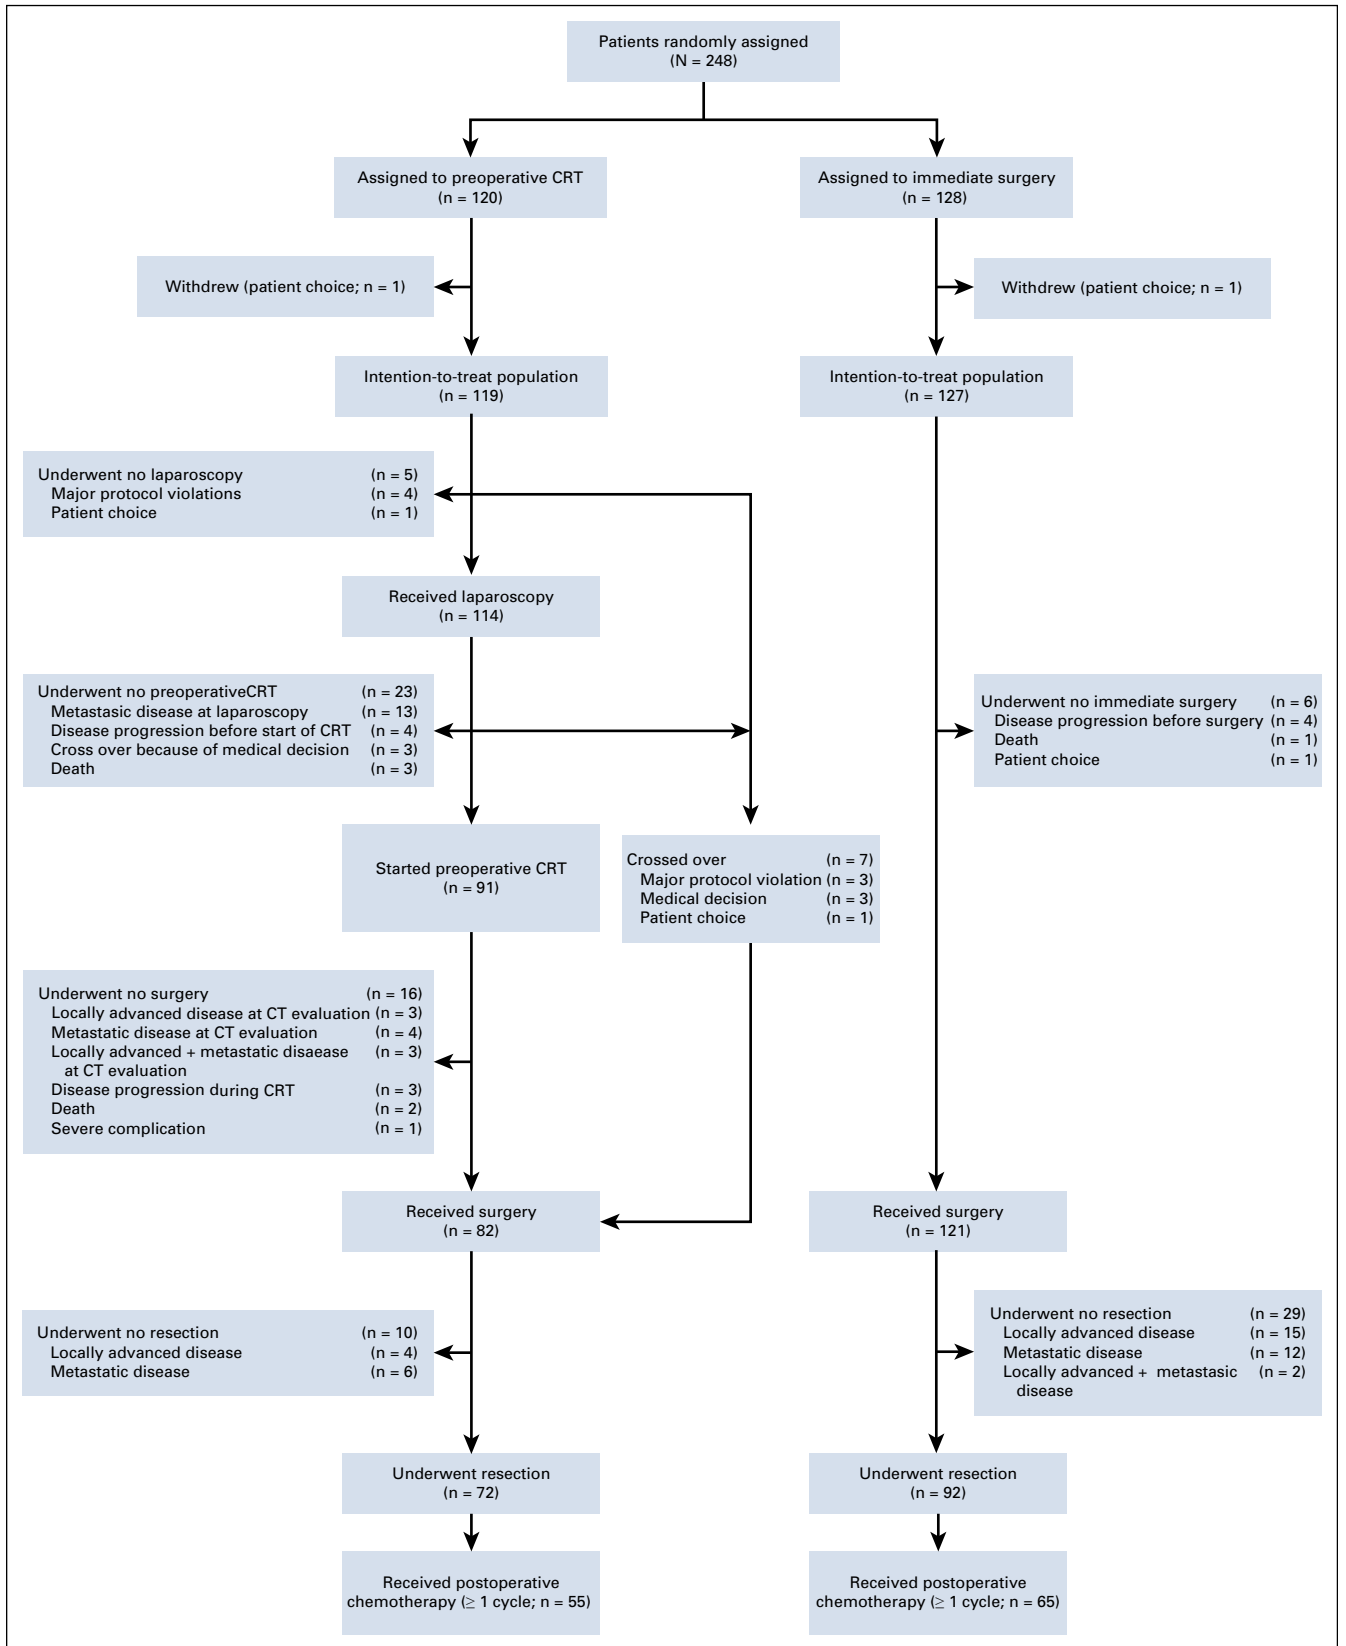 Patients randomly assigned
(N = 248)
Assigned to preoperative CRT
(n = 120)
Assigned to immediate surgery
(n = 128)
Withdrew (patient choice; n = 1)
Withdrew (patient choice; n = 1)
Intention-to-treat population
(n = 119)
Intention-to-treat population
(n = 127)
Underwent no laparoscopy (n = 5)
Major protocol violations (n = 4)
Patient choice (n = 1)
Received laparoscopy
(n = 114)
Underwent no preoperativeCRT (n = 23)
Metastasic disease at laparoscopy (n = 13)
Disease progression before start of CRT (n = 4)
Cross over because of medical decision (n = 3)
Death (n = 3)
Underwent no immediate surgery (n = 6)
Disease progression before surgery (n = 4)
Death (n = 1)
Patient choice (n = 1)
Started preoperative CRT
(n = 91)
Crossed over (n = 7)
Major protocol violation (n = 3)
Medical decision (n = 3)
Patient choice (n = 1)
Underwent no surgery (n = 16)
Locally advanced disease at CT evaluation (n = 3)
Metastatic disease at CT evaluation (n = 4)
Locally advanced + metastatic disaease (n = 3)
at CT evaluation
Disease progression during CRT (n = 3)
Death (n = 2)
Severe complication (n = 1)
Received surgery
(n = 82)
Received surgery
(n = 121)
Underwent no resection (n = 10)
Locally advanced disease (n = 4)
Metastatic disease (n = 6)
Underwent no resection (n = 29)
Locally advanced disease (n = 15)
Metastatic disease (n = 12)
Locally advanced + metastasic (n = 2)
disease
Underwent resection
(n = 72)
Underwent resection
(n = 92)
Received postoperative
chemotherapy (≥ 1 cycle; n = 55)
Received postoperative
chemotherapy (≥ 1 cycle; n = 65)